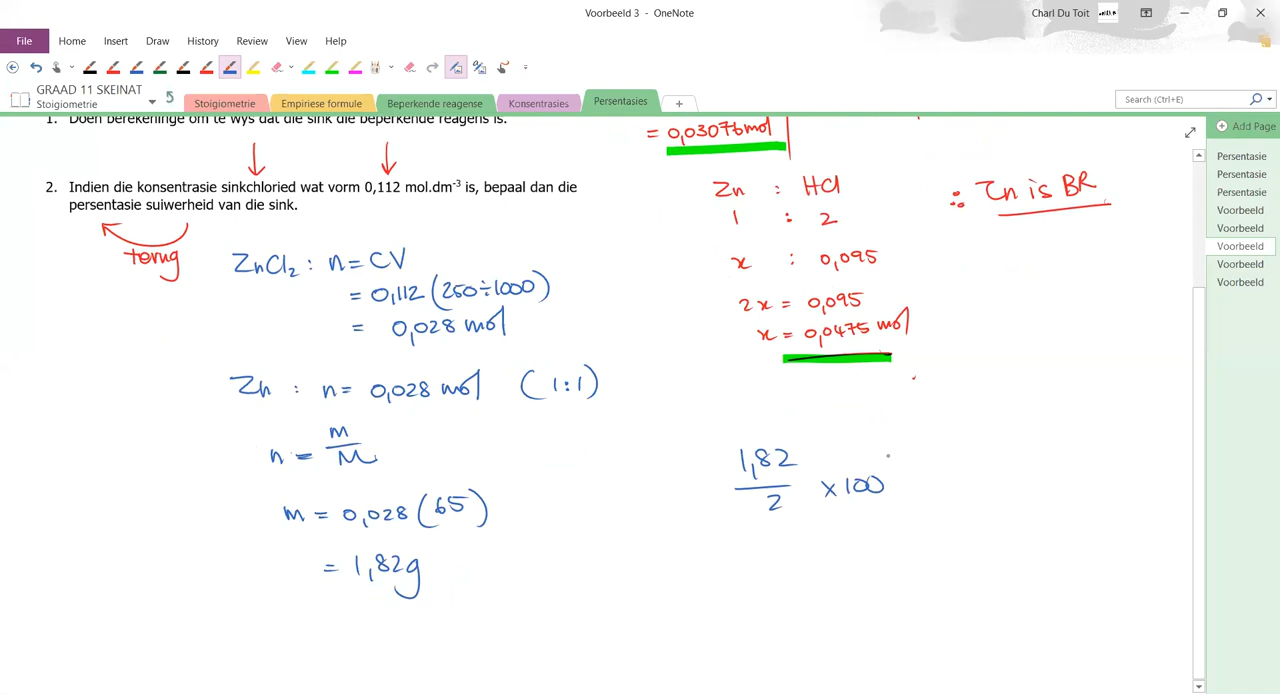 Voorbeeld 3 - OneNote
Charl Du Toit
File Home Insert Draw History Review View Help
GRAAD 11 SKEINAT
Stoigiometrie
Stoigiometrie Empiriese formule Beperkende reagense Konsentrasies Persentasies +
Search (Ctrl+E)
Add Page
Persentasie
Persentasie
Persentasie
Voorbeeld
Voorbeeld
Voorbeeld
Voorbeeld
Voorbeeld
1. Doen berekeninge om te wys dat die sink die beperkende reagens is.
2. Indien die konsentrasie sinkchloried wat vorm 0,112 mol.dm⁻³ is, bepaal dan die
persentasie suiwerheid van die sink.
terug
ZnCl₂ : n = CV
= 0,112 (250÷1000)
= 0,028 mol
Zn : n = 0,028 mol (1:1)
n = m/M
m = 0,028 (65)
= 1,82g
= 0,03076 mol
Zn : HCl
1 : 2
x : 0,095
2x = 0,095
x = 0,0475 mol
∴ Zn is BR
1,82/2 × 100